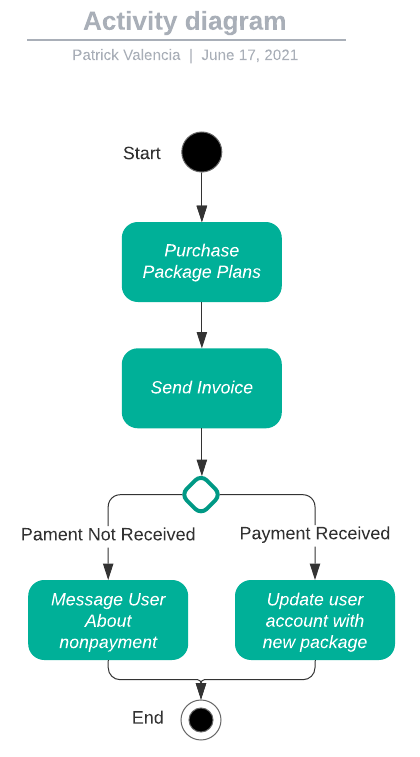 Activity diagram
Patrick Valencia | June 17, 2021
Start
Purchase
Package Plans
Send Invoice
Pament Not Received
Payment Received
Message User
About
nonpayment
Update user
account with
new package
End